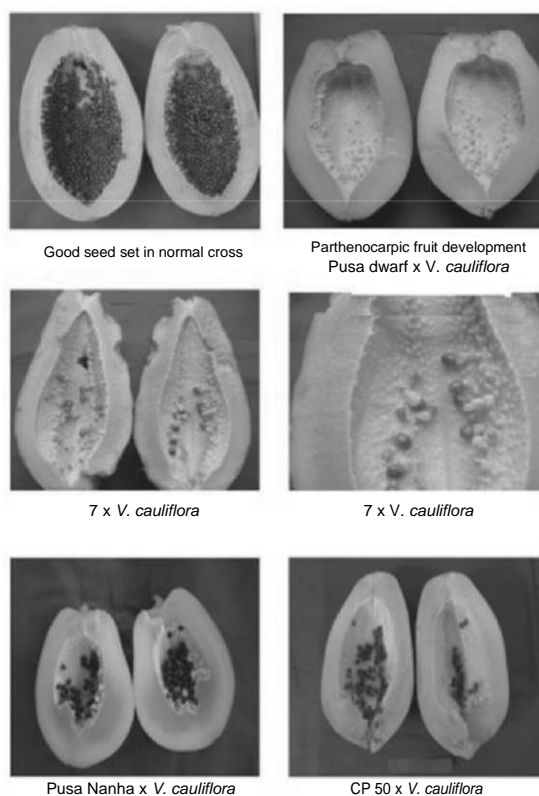 Good seed set in normal cross
Parthenocarpic fruit development
Pusa dwarf x V. cauliflora
7 x V. cauliflora
7 x V. cauliflora
Pusa Nanha x V. cauliflora
CP 50 x V. cauliflora